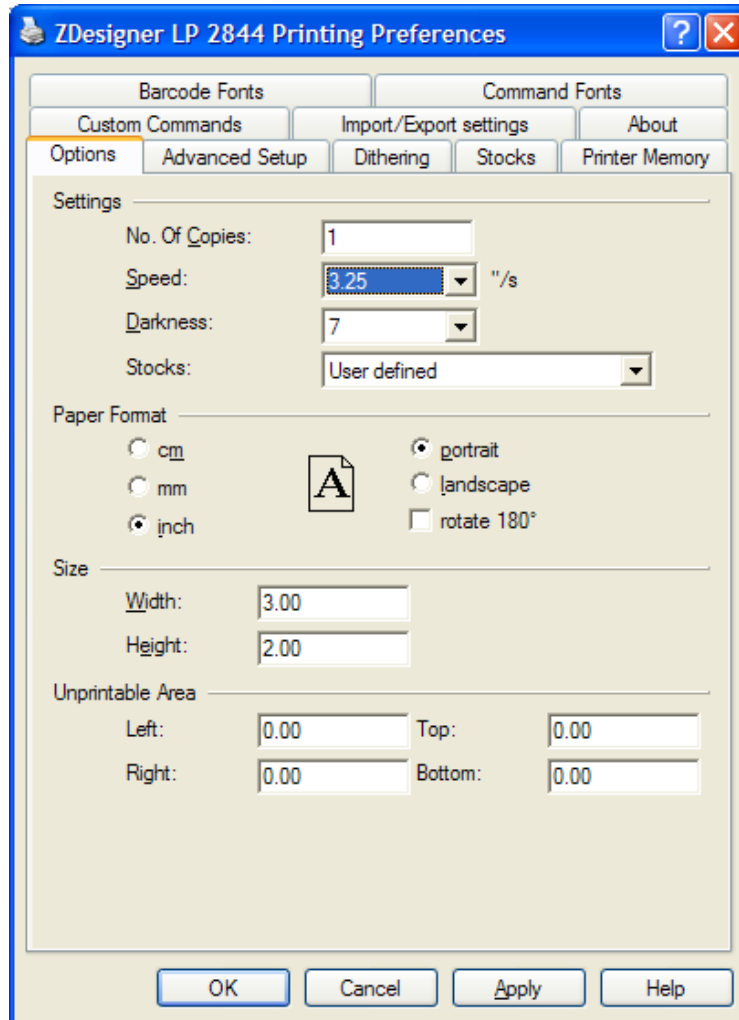 ZDesigner LP 2844 Printing Preferences
Barcode Fonts Command Fonts
Custom Commands Import/Export settings About
Options Advanced Setup Dithering Stocks Printer Memory
Settings
No. Of Copies: 1
Speed: 3.25 "/s
Darkness: 7
Stocks: User defined
Paper Format
cm portrait
mm A landscape
inch rotate 180°
Size
Width: 3.00
Height: 2.00
Unprintable Area
Left: 0.00 Top: 0.00
Right: 0.00 Bottom: 0.00
OK Cancel Apply Help